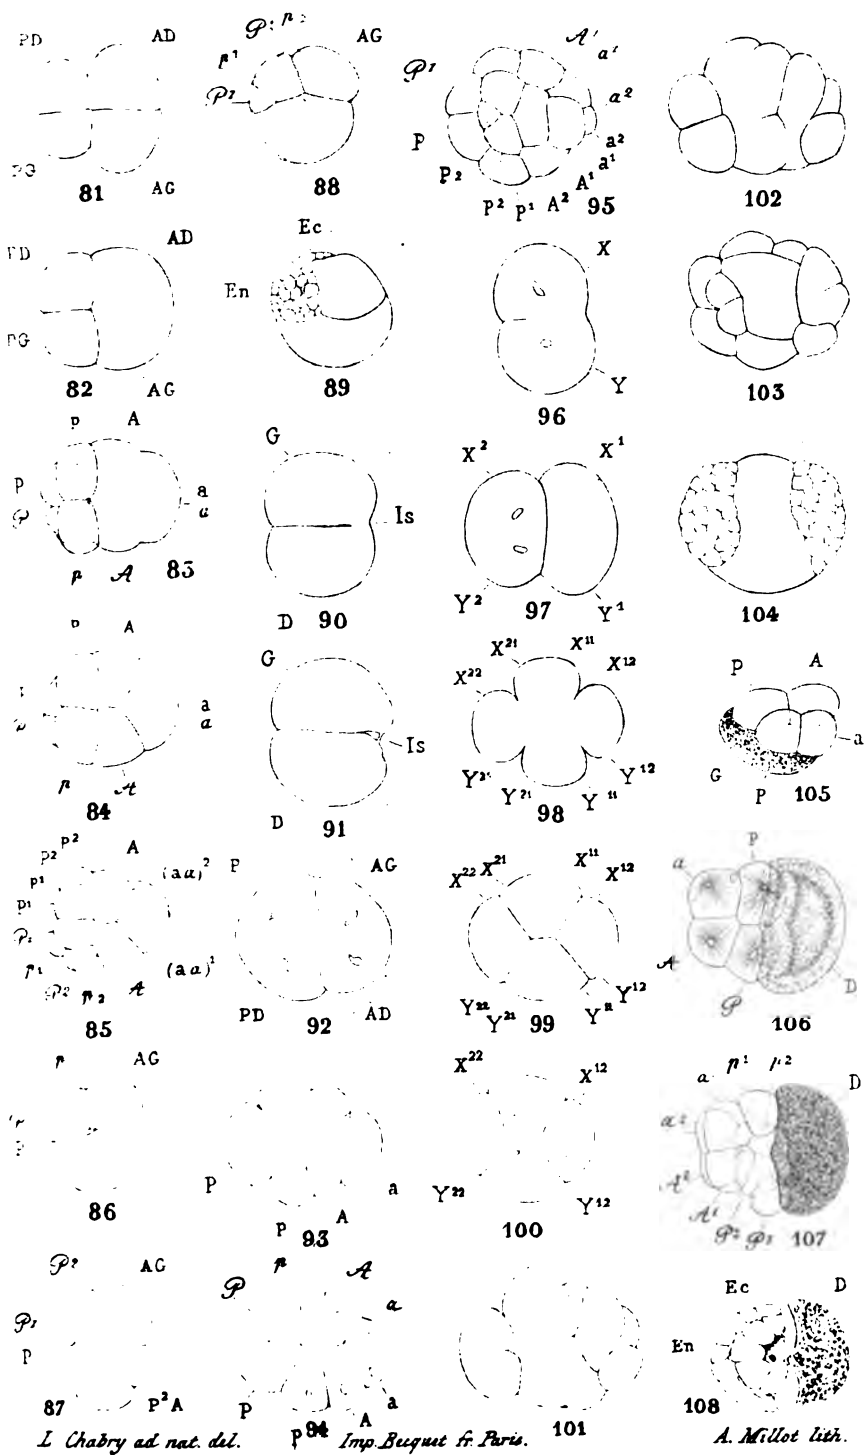 PD AD
PG AG
81
p¹ P² p² AG
P¹
88
A¹
a¹
P¹ a²
P a²
a¹
P² A¹
P² p¹ A² 95
102
PD AD
PG AG
82
Ec
En
89
X
Y
96
103
p A
p a
P a
p A 83
G
Is
D 90
X² X¹
Y² 97 Y¹
104
p A
a
a
p A
84
G
Is
D 91
X²¹ X¹¹
X²² X¹²
Y²¹ Y¹¹ Y¹²
98
P A
a
G P 105
p² p² A
p¹ (aa)²
p¹
P¹
p¹ (aa)¹
P² p² A
85
P AG
PD 92 AD
X²² X²¹ X¹¹ X¹²
Y²² Y²¹ 99 Y¹² Y¹¹
a P
A D
P 106
p AG
P
86
P a
p 93 A
X²² X¹²
Y²² Y¹²
100
a p¹ p² D
a²
A²
A¹
P² P¹ 107
P² AG
P¹
P
87 P² A
p A
P a
P a
P 94 A
101
Ec D
En
108
L Chabry ad nat. del. Imp. Becquet fr. Paris. A. Millot lith.